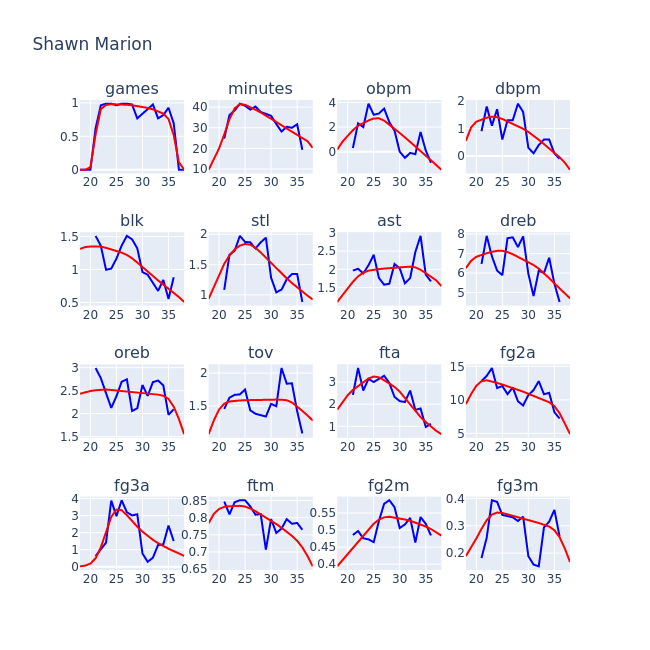 Shawn Marion
games minutes obpm dbpm
1 0.5 0 20 25 30 35
40 30 20 10 20 25 30 35
4 2 0 20 25 30 35
2 1 0 20 25 30 35
blk stl ast dreb
1.5 1 0.5 20 25 30 35
2 1.5 1 20 25 30 35
3 2.5 2 1.5 20 25 30 35
8 7 6 5 20 25 30 35
oreb tov fta fg2a
3 2.5 2 1.5 20 25 30 35
2 1.5 20 25 30 35
3 2 1 20 25 30 35
15 10 5 20 25 30 35
fg3a ftm fg2m fg3m
4 3 2 1 0 20 25 30 35
0.85 0.8 0.75 0.7 0.65 20 25 30 35
0.55 0.5 0.45 0.4 20 25 30 35
0.4 0.3 0.2 20 25 30 35